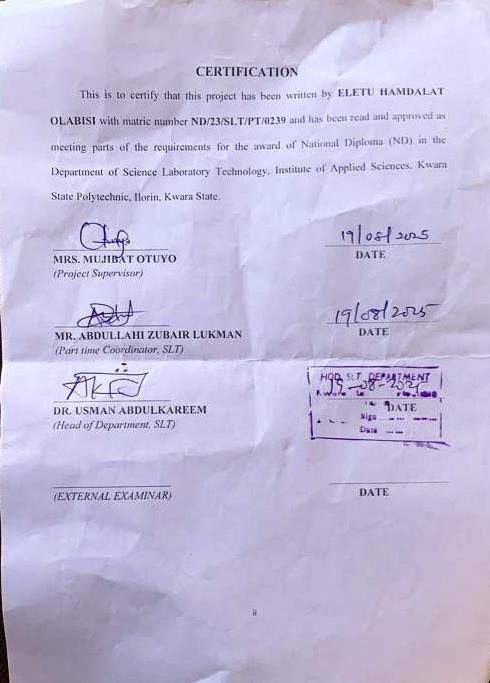 CERTIFICATION
This is to certify that this project has been written by ELETU HAMDALAT
OLABISI with matric number ND/23/SLT/PT/0239 and has been read and approved as
meeting parts of the requirements for the award of National Diploma (ND) in the
Department of Science Laboratory Technology, Institute of Applied Sciences, Kwara
State Polytechnic, Ilorin, Kwara State.
19/08/2025
MRS. MUJIBAT OTUYO
DATE
(Project Supervisor)
19/08/2025
MR. ABDULLAHI ZUBAIR LUKMAN
DATE
(Part time Coordinator, SLT)
HOD SLT DEPARTMENT
DR. USMAN ABDULKAREEM
DATE
(Head of Department, SLT)
Sign
Date
(EXTERNAL EXAMINAR)
DATE
ii